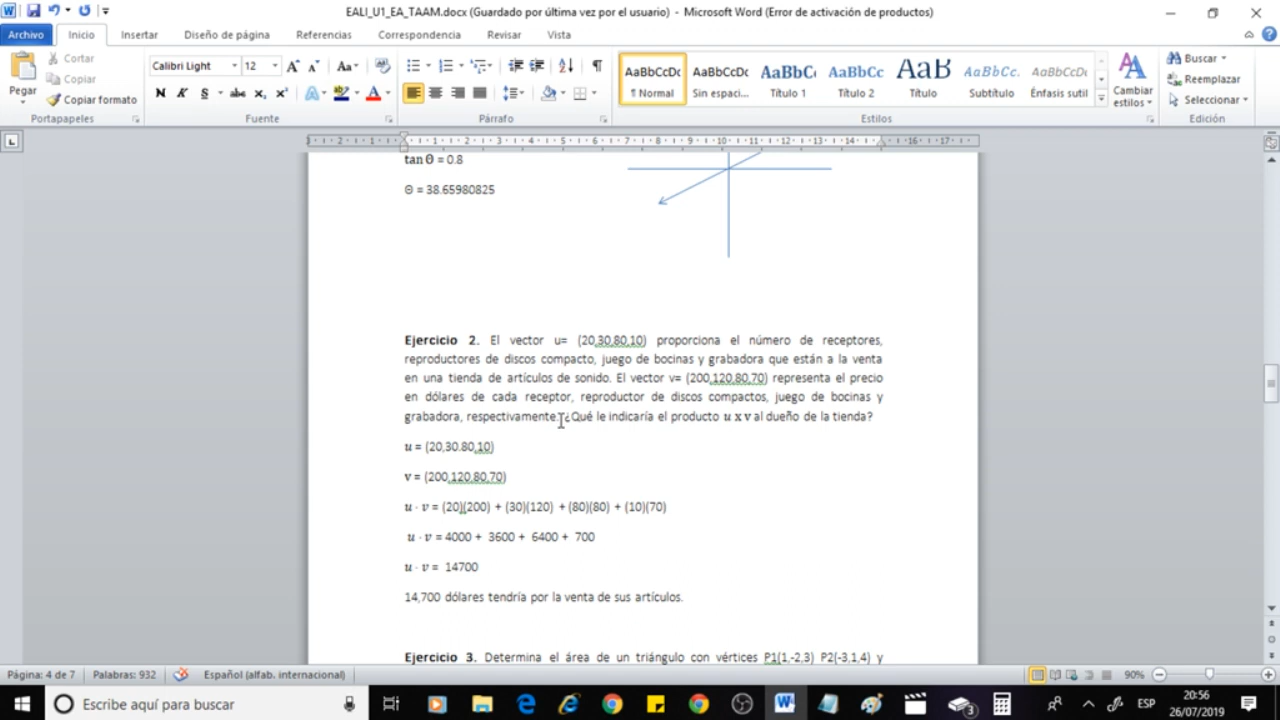 EALI_U1_EA_TAAM.docx (Guardado por última vez por el usuario) - Microsoft Word (Error de activación de productos)
Archivo Inicio Insertar Diseño de página Referencias Correspondencia Revisar Vista
Pegar
Cortar
Copiar
Copiar formato
Portapapeles
Calibri Light 12
Fuente
Párrafo
AaBbCcDc AaBbCcDc AaBbC AaBbCc AaB AaBbCc. AaBbCcDc
¶ Normal Sin espaci... Título 1 Título 2 Título Subtítulo Énfasis sutil
Cambiar estilos
Estilos
Buscar
Reemplazar
Seleccionar
Edición
tan Θ = 0.8
Θ = 38.65980825
Ejercicio 2. El vector u= (20,30,80,10) proporciona el número de receptores,
reproductores de discos compacto, juego de bocinas y grabadora que están a la venta
en una tienda de artículos de sonido. El vector v= (200,120,80,70) representa el precio
en dólares de cada receptor, reproductor de discos compactos, juego de bocinas y
grabadora, respectivamente. ¿Qué le indicaría el producto u x v al dueño de la tienda?
u = (20,30.80,10)
v = (200,120,80,70)
u · v = (20)(200) + (30)(120) + (80)(80) + (10)(70)
u · v = 4000 + 3600 + 6400 + 700
u · v = 14700
14,700 dólares tendría por la venta de sus artículos.
Ejercicio 3. Determina el área de un triángulo con vértices P1(1,-2,3) P2(-3,1,4) y
Página: 4 de 7 Palabras: 932 Español (alfab. internacional) 90%
Escribe aquí para buscar
ESP
20:56
26/07/2019